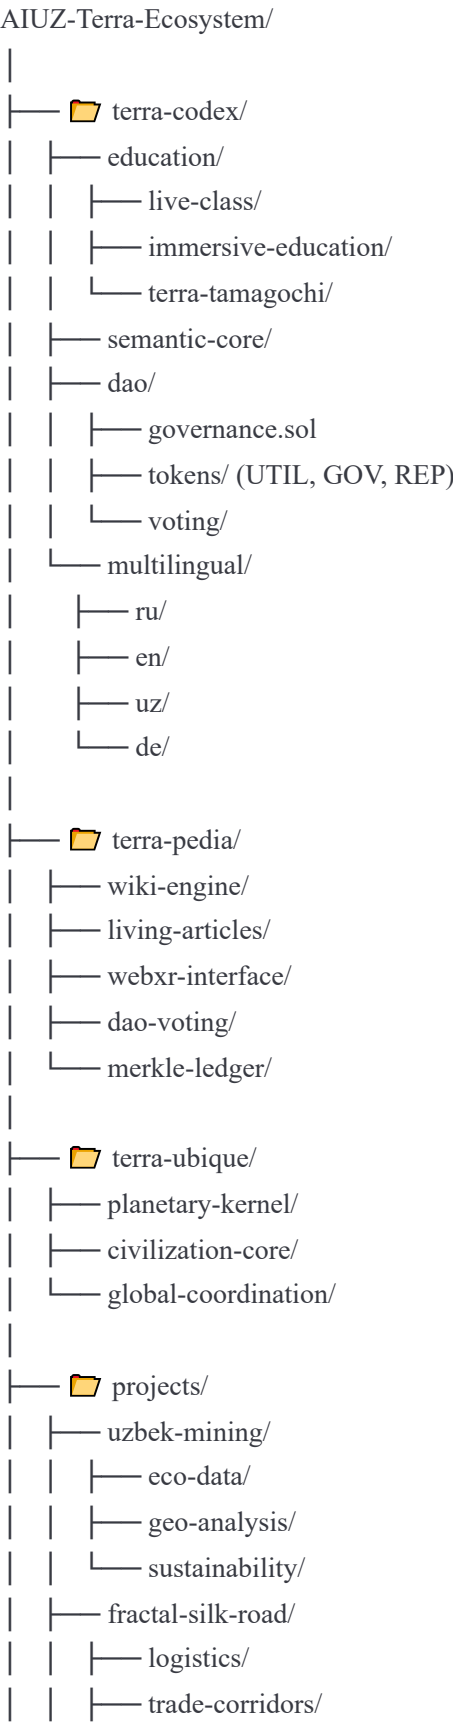 AIUZ-Terra-Ecosystem/
│
├── 📂 terra-codex/
│   ├── education/
│   │   ├── live-class/
│   │   ├── immersive-education/
│   │   └── terra-tamagochi/
│   ├── semantic-core/
│   ├── dao/
│   │   ├── governance.sol
│   │   ├── tokens/ (UTIL, GOV, REP)
│   │   └── voting/
│   └── multilingual/
│       ├── ru/
│       ├── en/
│       ├── uz/
│       └── de/
│
├── 📂 terra-pedia/
│   ├── wiki-engine/
│   ├── living-articles/
│   ├── webxr-interface/
│   ├── dao-voting/
│   └── merkle-ledger/
│
├── 📂 terra-ubique/
│   ├── planetary-kernel/
│   ├── civilization-core/
│   └── global-coordination/
│
├── 📂 projects/
│   ├── uzbek-mining/
│   │   ├── eco-data/
│   │   ├── geo-analysis/
│   │   └── sustainability/
│   ├── fractal-silk-road/
│   │   ├── logistics/
│   │   ├── trade-corridors/